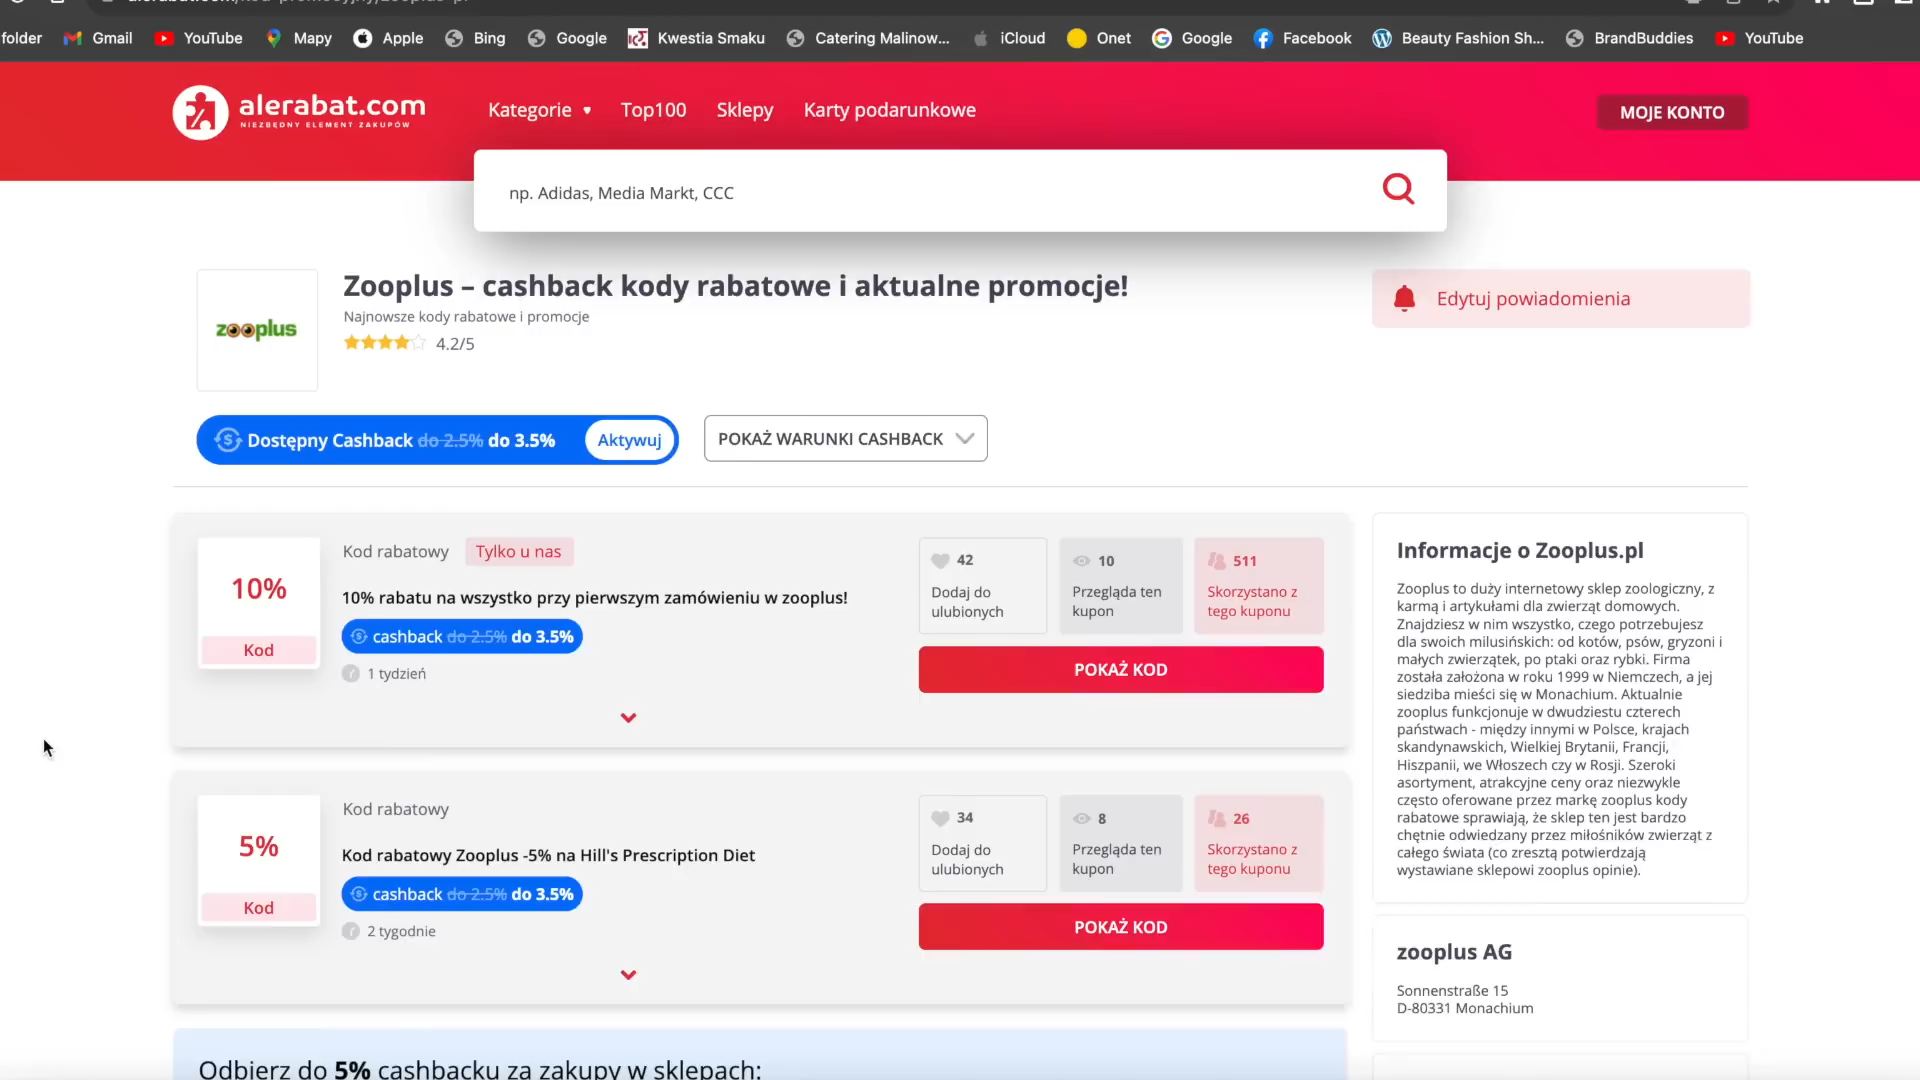 folder Gmail YouTube Mapy Apple Bing Google Kwestia Smaku Catering Malinow... iCloud Onet Google Facebook Beauty Fashion Sh... BrandBuddies YouTube
alerabat.com
NIEZBĘDNY ELEMENT ZAKUPÓW
Kategorie Top100 Sklepy Karty podarunkowe
MOJE KONTO
np. Adidas, Media Markt, CCC
zooplus
Zooplus – cashback kody rabatowe i aktualne promocje!
Najnowsze kody rabatowe i promocje
4.2/5
Edytuj powiadomienia
Dostępny Cashback do 2.5% do 3.5% Aktywuj
POKAŻ WARUNKI CASHBACK
10%
Kod
Kod rabatowy Tylko u nas
10% rabatu na wszystko przy pierwszym zamówieniu w zooplus!
cashback do 2.5% do 3.5%
1 tydzień
42
Dodaj do
ulubionych
10
Przegląda ten
kupon
511
Skorzystano z
tego kuponu
POKAŻ KOD
5%
Kod
Kod rabatowy
Kod rabatowy Zooplus -5% na Hill's Prescription Diet
cashback do 2.5% do 3.5%
2 tygodnie
34
Dodaj do
ulubionych
8
Przegląda ten
kupon
26
Skorzystano z
tego kuponu
POKAŻ KOD
Odbierz do 5% cashbacku za zakupy w sklepach:
Informacje o Zooplus.pl
Zooplus to duży internetowy sklep zoologiczny, z
karmą i artykułami dla zwierząt domowych.
Znajdziesz w nim wszystko, czego potrzebujesz
dla swoich milusińskich: od kotów, psów, gryzoni i
małych zwierzątek, po ptaki oraz rybki. Firma
została założona w roku 1999 w Niemczech, a jej
siedziba mieści się w Monachium. Aktualnie
zooplus funkcjonuje w dwudziestu czterech
państwach - między innymi w Polsce, krajach
skandynawskich, Wielkiej Brytanii, Francji,
Hiszpanii, we Włoszech czy w Rosji. Szeroki
asortyment, atrakcyjne ceny oraz niezwykle
często oferowane przez markę zooplus kody
rabatowe sprawiają, że sklep ten jest bardzo
chętnie odwiedzany przez miłośników zwierząt z
całego świata (co zresztą potwierdzają
wystawiane sklepowi zooplus opinie).
zooplus AG
Sonnenstraße 15
D-80331 Monachium